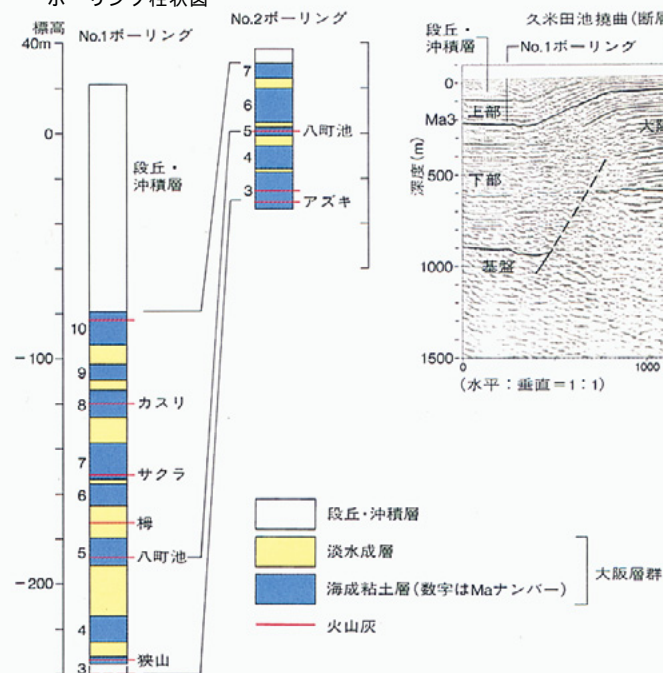 ボーリング柱状図
標高
40m
0
－100
－200
No.1ボーリング
段丘・
沖積層
10
9
8
カスリ
7
サクラ
6
栂
5
八町池
4
狭山
3
No.2ボーリング
7
6
5
八町池
4
3
アズキ
久米田池撓曲(断層
段丘・
沖積層
No.1ボーリング
0
上部
Ma3
大阪
深度(m)
500
下部
1000
基盤
1500
0
1000
(水平：垂直＝1：1)
段丘・沖積層
淡水成層
海成粘土層(数字はMaナンバー)
大阪層群
火山灰